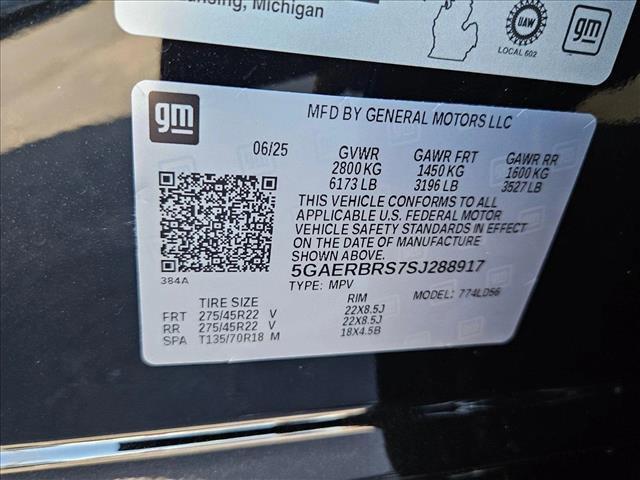 Lansing, Michigan
UAW
LOCAL 602
gm
gm
MFD BY GENERAL MOTORS LLC
06/25 GVWR GAWR FRT GAWR RR
2800 KG 1450 KG 1600 KG
6173 LB 3196 LB 3527 LB
THIS VEHICLE CONFORMS TO ALL
APPLICABLE U.S. FEDERAL MOTOR
VEHICLE SAFETY STANDARDS IN EFFECT
ON THE DATE OF MANUFACTURE
SHOWN ABOVE.
5GAERBRS7SJ288917
384A
TYPE: MPV MODEL: 774LD56
TIRE SIZE RIM
FRT 275/45R22 V 22X8.5J
RR 275/45R22 V 22X8.5J
SPA T135/70R18 M 18X4.5B